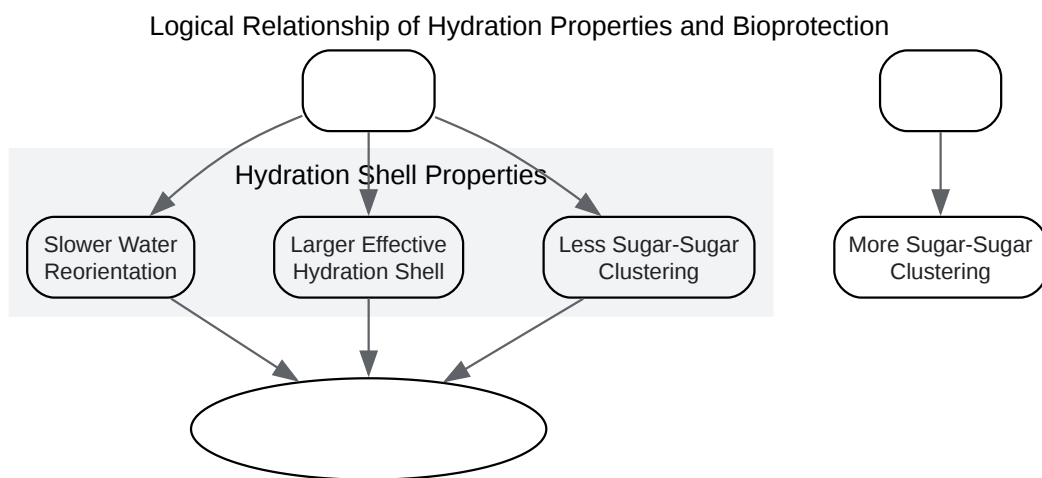 Logical Relationship of Hydration Properties and Bioprotection
Hydration Shell Properties
Slower Water
Reorientation
Larger Effective
Hydration Shell
Less Sugar-Sugar
Clustering
More Sugar-Sugar
Clustering